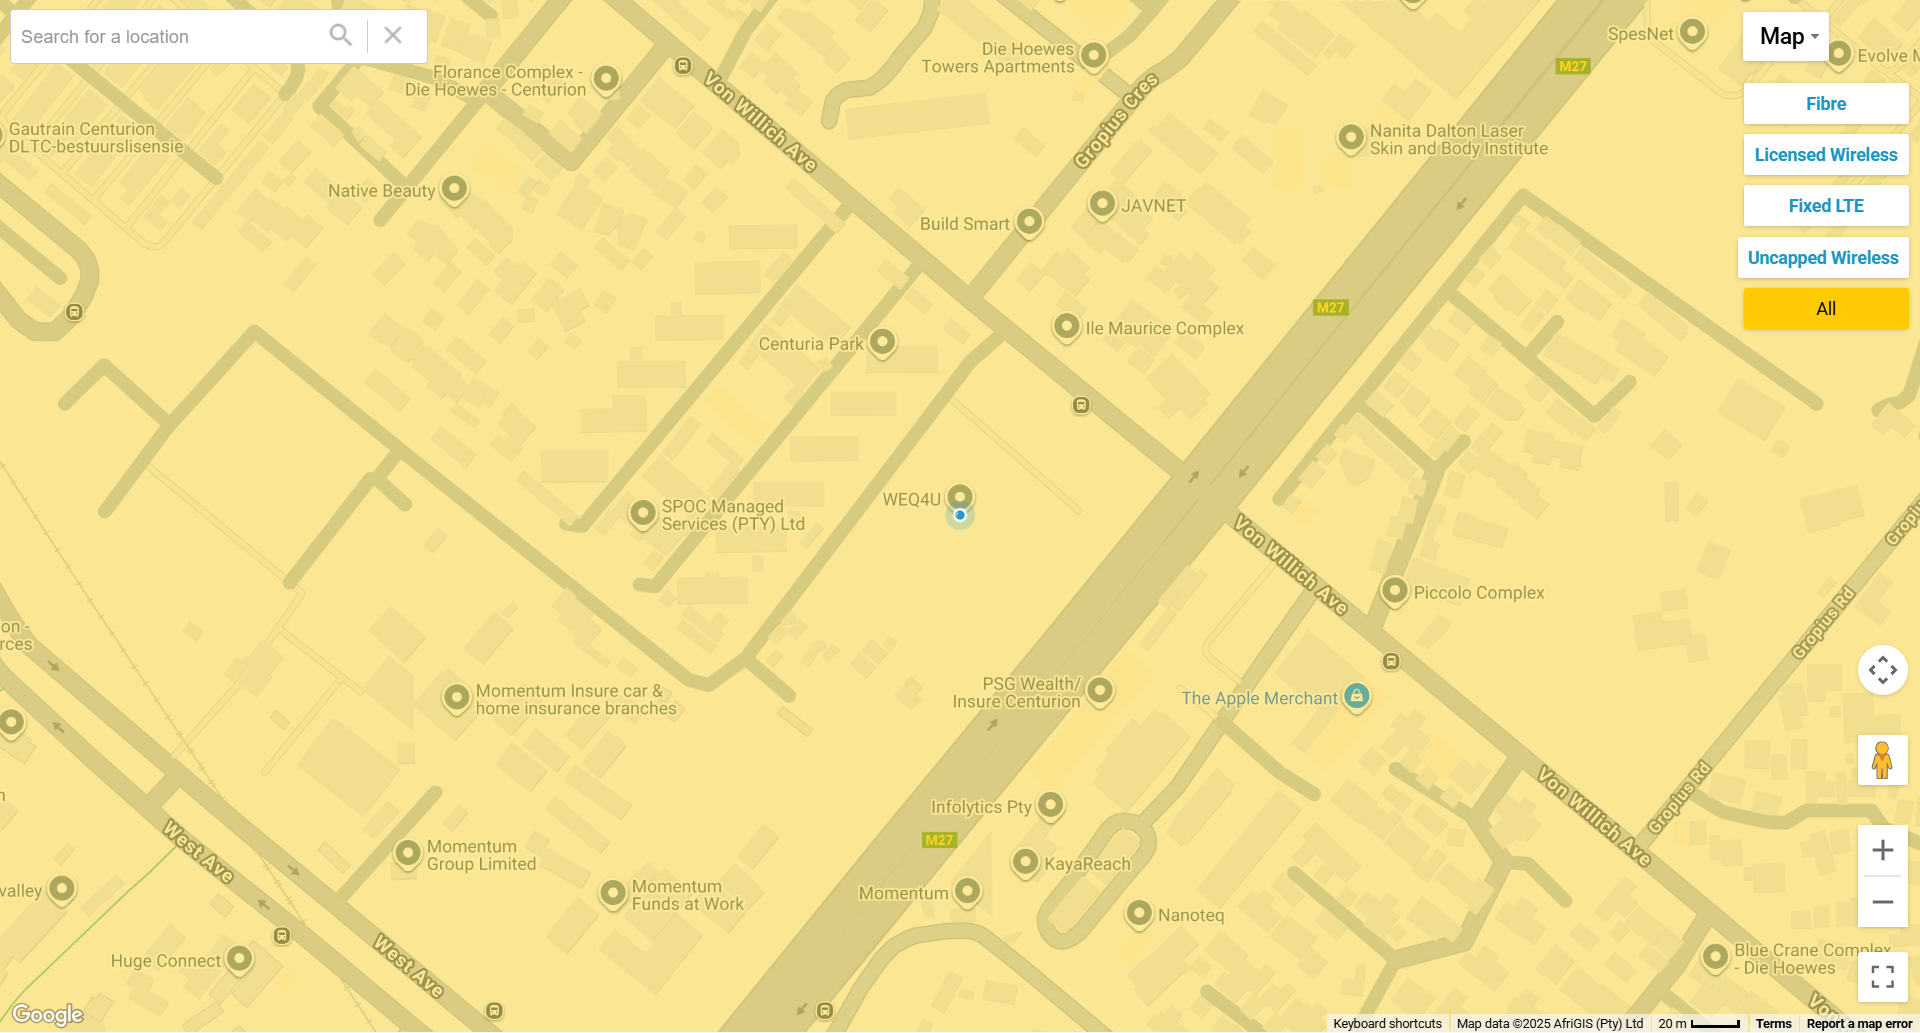 Search for a location
Map
SpesNet
Evolve M
M27
Die Hoewes
Towers Apartments
Florance Complex -
Die Hoewes - Centurion
Von Willich Ave
Gropius Cres
Fibre
Licensed Wireless
Fixed LTE
Uncapped Wireless
All
Gautrain Centurion
DLTC-bestuurslisensie
Nanita Dalton Laser
Skin and Body Institute
Native Beauty
JAVNET
Build Smart
M27
Ile Maurice Complex
Centuria Park
WEQ4U
SPOC Managed
Services (PTY) Ltd
Von Willich Ave
Piccolo Complex
Gropius Rd
on -
rces
PSG Wealth/
Insure Centurion
The Apple Merchant
Momentum Insure car &
home insurance branches
Infolytics Pty
M27
Von Willich Ave
Gropius Rd
West Ave
Momentum
Group Limited
KayaReach
valley
Momentum
Funds at Work
Momentum
Nanoteq
West Ave
Huge Connect
Blue Crane Complex
- Die Hoewes
Google
Keyboard shortcuts
Map data ©2025 AfriGIS (Pty) Ltd
20 m
Terms
Report a map error